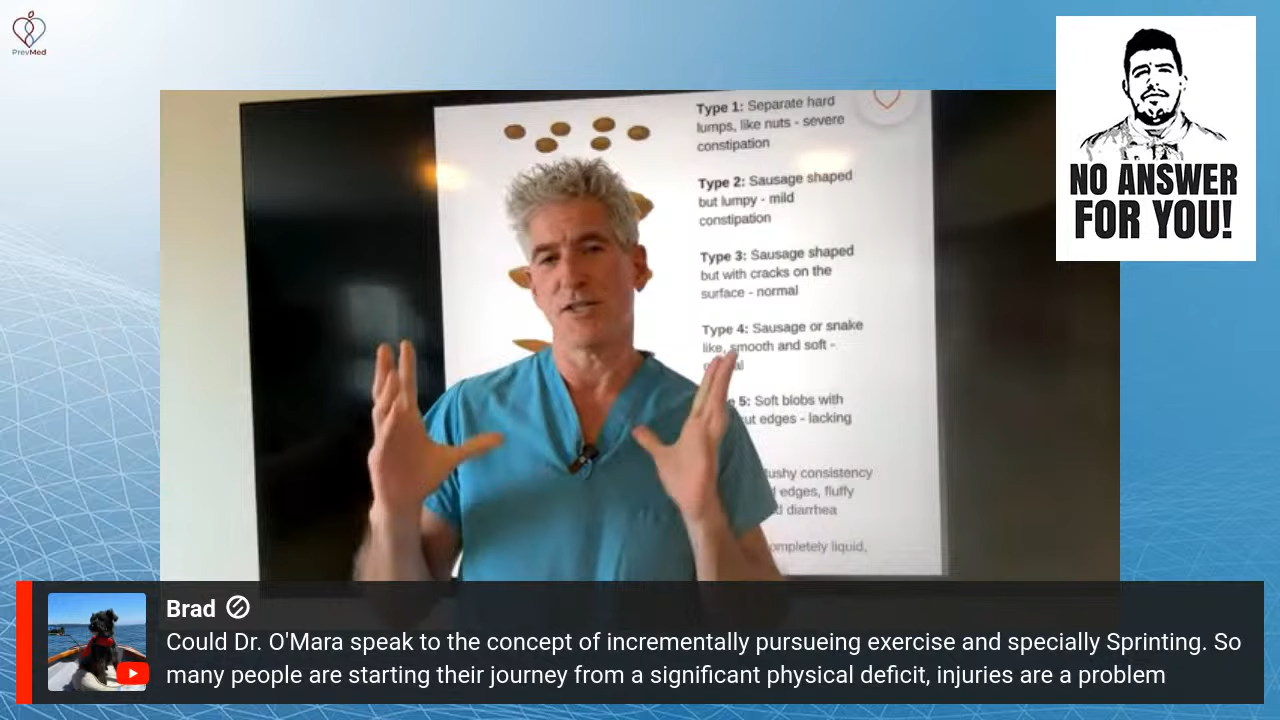 PrevMed
NO ANSWER
FOR YOU!
Type 1: Separate hard
lumps, like nuts - severe
constipation
Type 2: Sausage shaped
but lumpy - mild
constipation
Type 3: Sausage shaped
but with cracks on the
surface - normal
Type 4: Sausage or snake
like, smooth and soft -
5: Soft blobs with
edges - lacking
consistency
edges, fluffy
diarrhea
liquid,
Brad
Could Dr. O'Mara speak to the concept of incrementally pursueing exercise and specially Sprinting. So
many people are starting their journey from a significant physical deficit, injuries are a problem